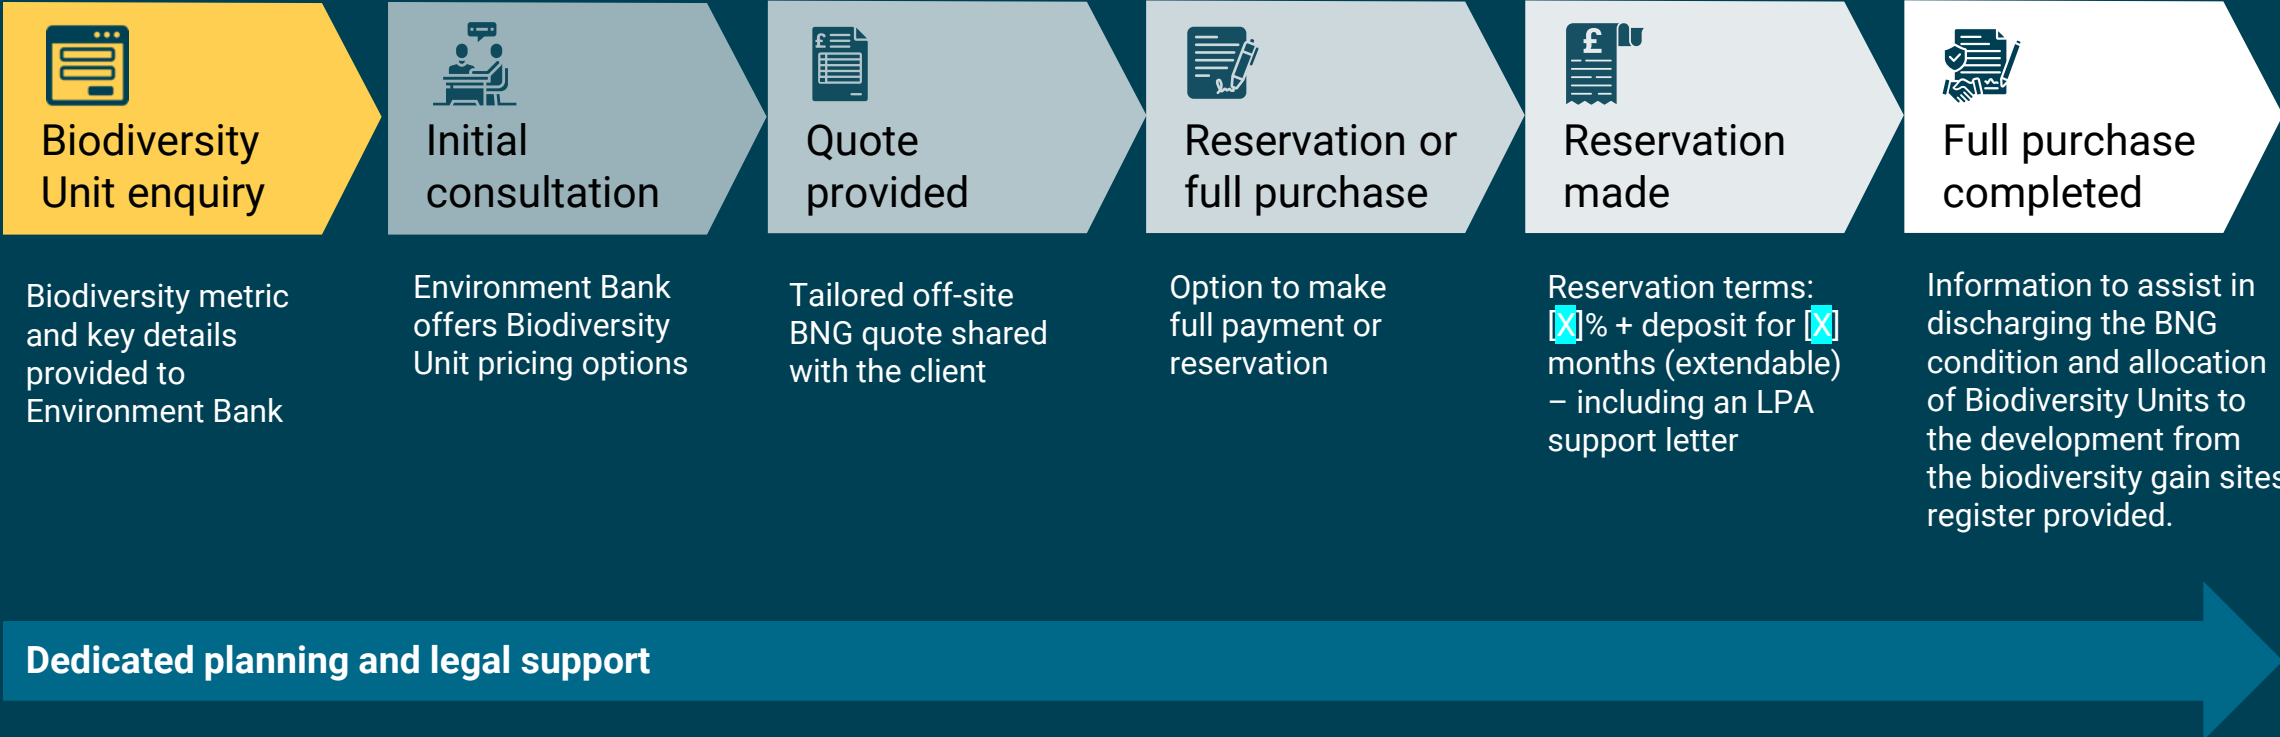 Biodiversity
Unit enquiry
Biodiversity metric
and key details
provided to
Environment Bank
Initial
consultation
Environment Bank
offers Biodiversity
Unit pricing options
£
Quote
provided
Tailored off-site
BNG quote shared
with the client
Reservation or
full purchase
Option to make
full payment or
reservation
£
Reservation
made
Reservation terms:
[X]% + deposit for [X]
months (extendable)
– including an LPA
support letter
Full purchase
completed
Information to assist in
discharging the BNG
condition and allocation
of Biodiversity Units to
the development from
the biodiversity gain sites
register provided.
Dedicated planning and legal support